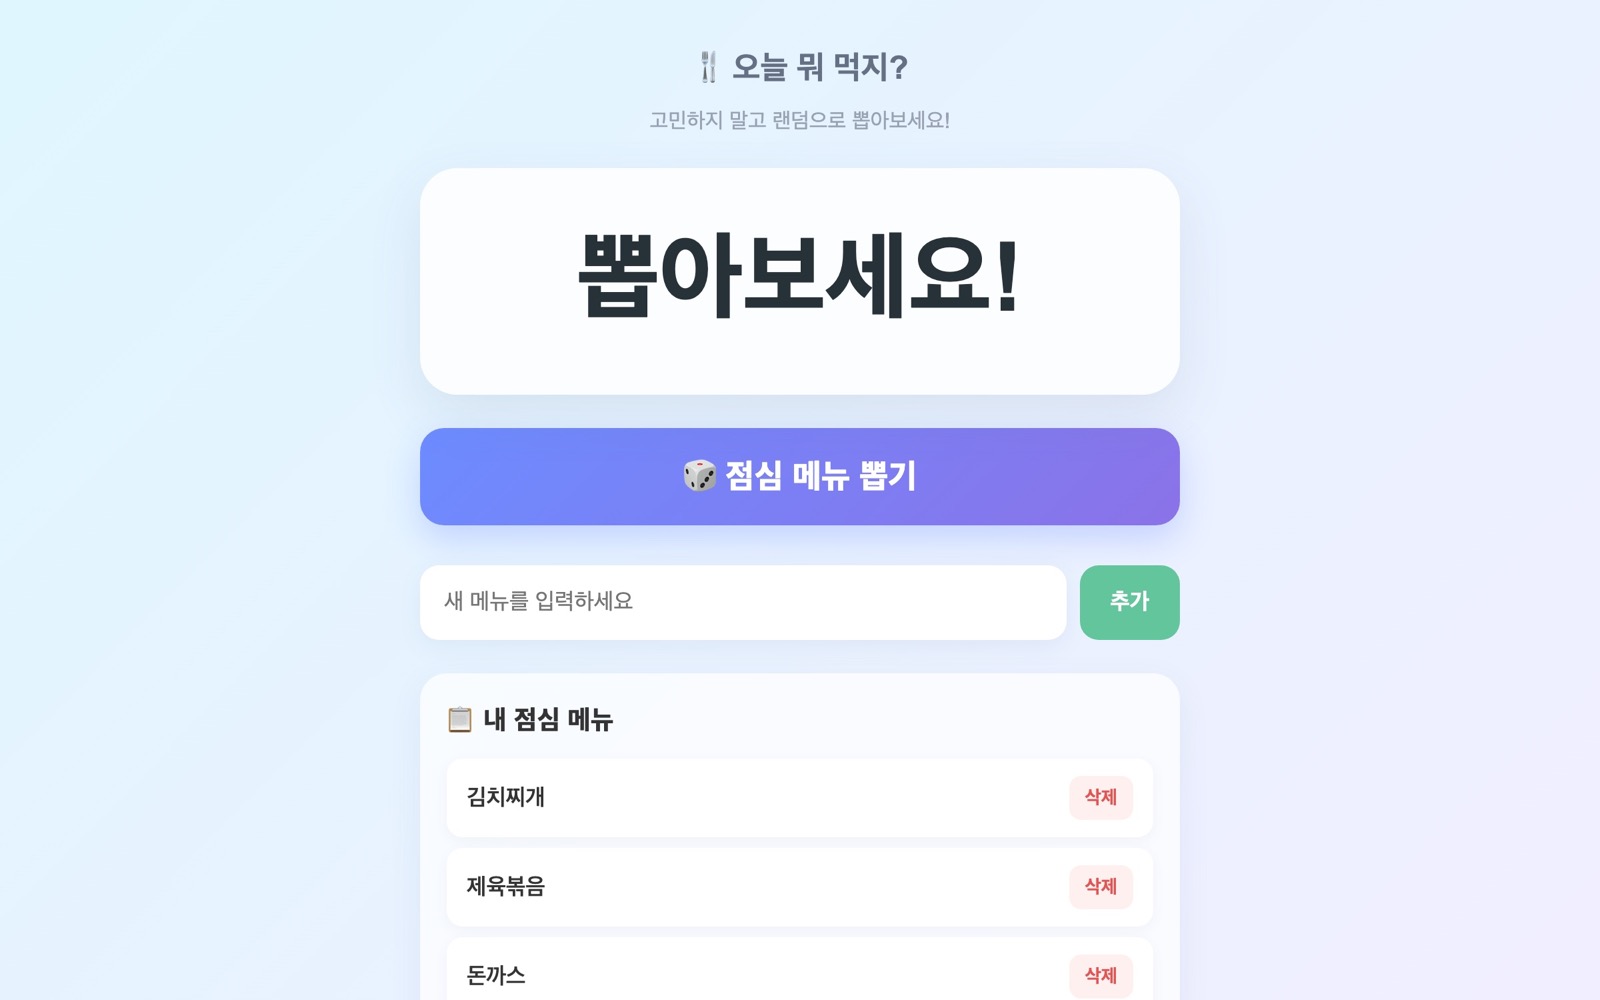 오늘 뭐 먹지?
고민하지 말고 랜덤으로 뽑아보세요!
뽑아보세요!
점심 메뉴 뽑기
새 메뉴를 입력하세요
추가
내 점심 메뉴
김치찌개
삭제
제육볶음
삭제
돈까스
삭제